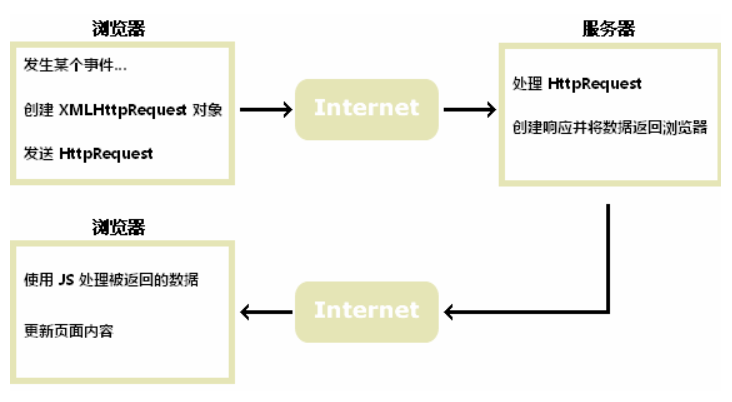 浏览器
发生某个事件...
创建 XMLHttpRequest 对象
发送 HttpRequest
Internet
服务器
处理 HttpRequest
创建响应并将数据返回浏览器
浏览器
使用 JS 处理被返回的数据
更新页面内容
Internet